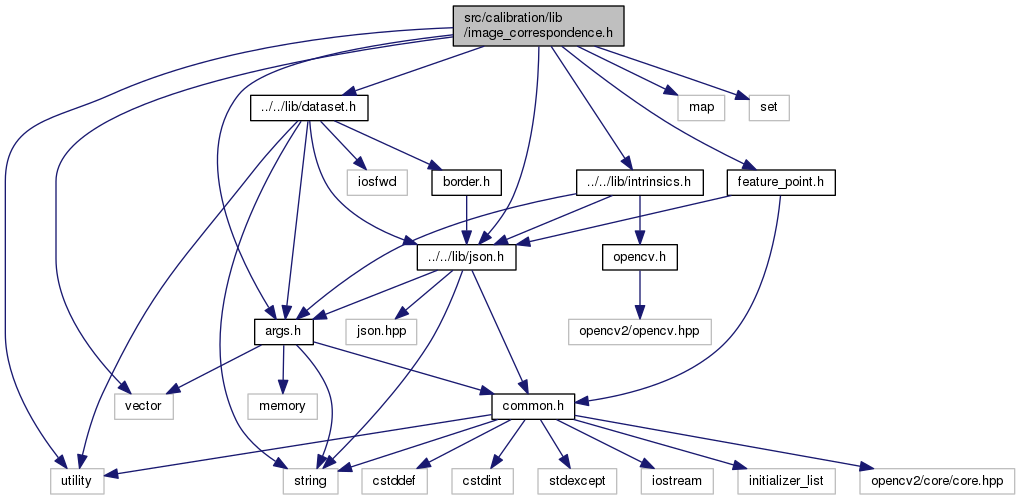 src/calibration/lib
/image_correspondence.h
../../lib/dataset.h
map
set
iosfwd
border.h
../../lib/intrinsics.h
feature_point.h
../../lib/json.h
opencv.h
args.h
json.hpp
opencv2/opencv.hpp
vector
memory
common.h
utility
string
cstddef
cstdint
stdexcept
iostream
initializer_list
opencv2/core/core.hpp